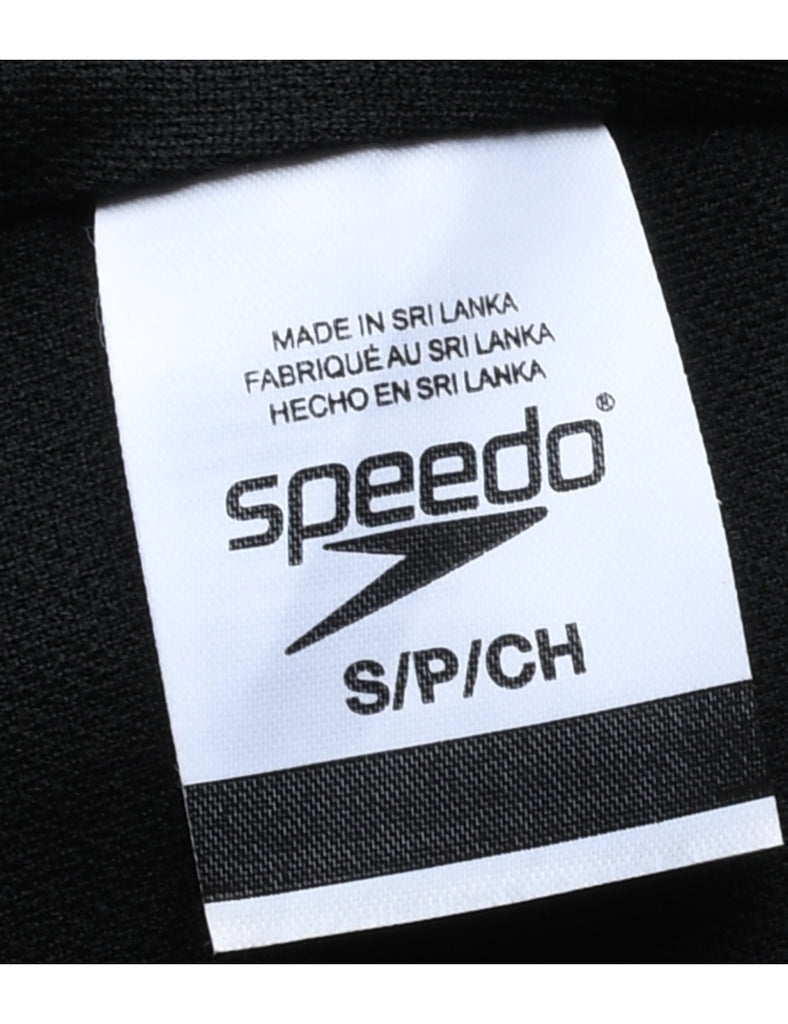 MADE IN SRI LANKA
FABRIQUÉ AU SRI LANKA
HECHO EN SRI LANKA
speedo®
S/P/CH